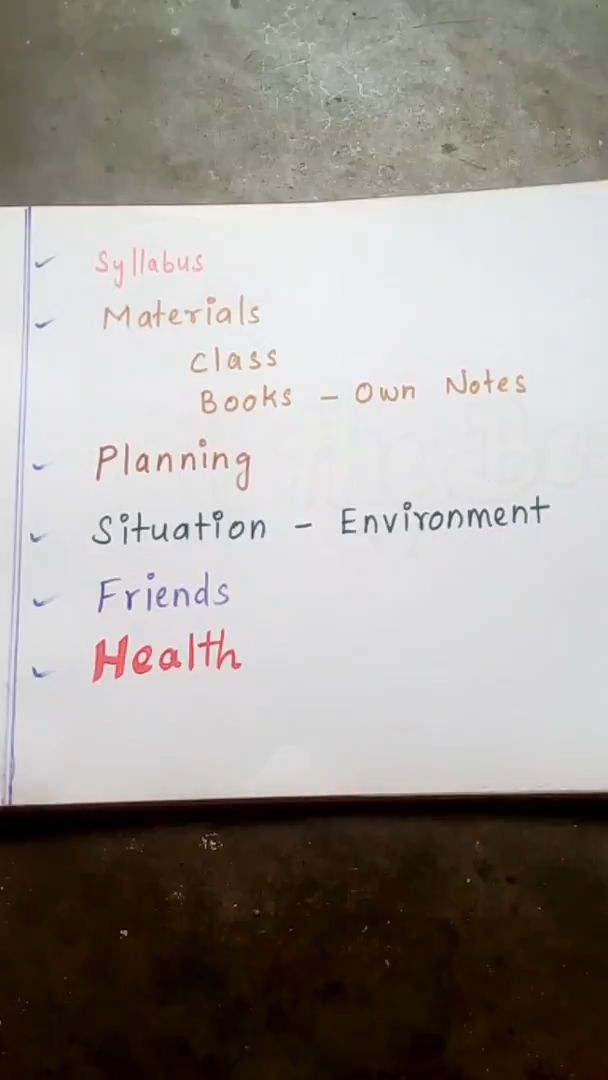 Syllabus
Materials
Class
Books - Own Notes
Planning
Situation - Environment
Friends
Health